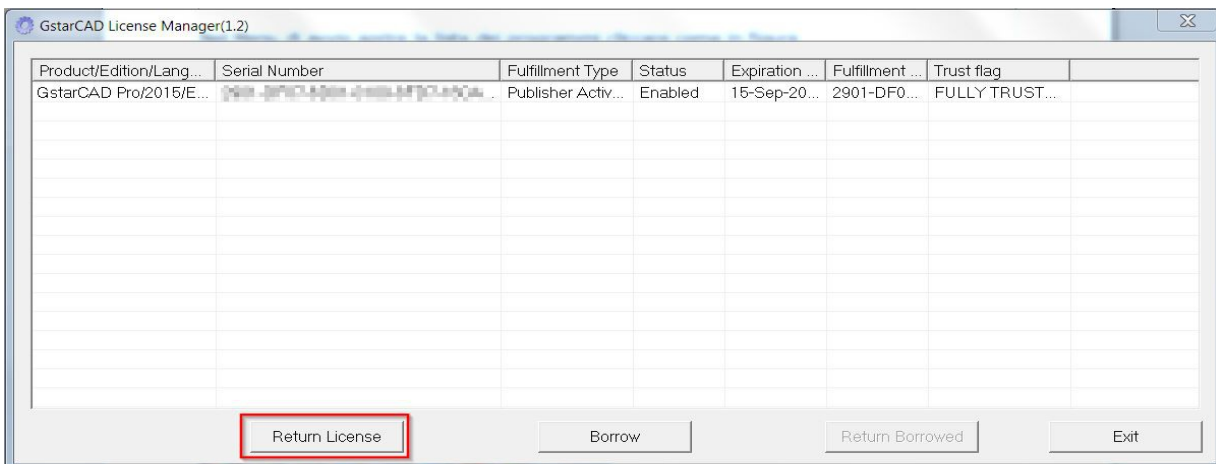 GstarCAD License Manager(1.2)
Product/Edition/Lang... Serial Number Fulfillment Type Status Expiration ... Fulfillment ... Trust flag
GstarCAD Pro/2015/E... Publisher Activ... Enabled 15-Sep-20... 2901-DF0... FULLY TRUST...
Return License Borrow Return Borrowed Exit